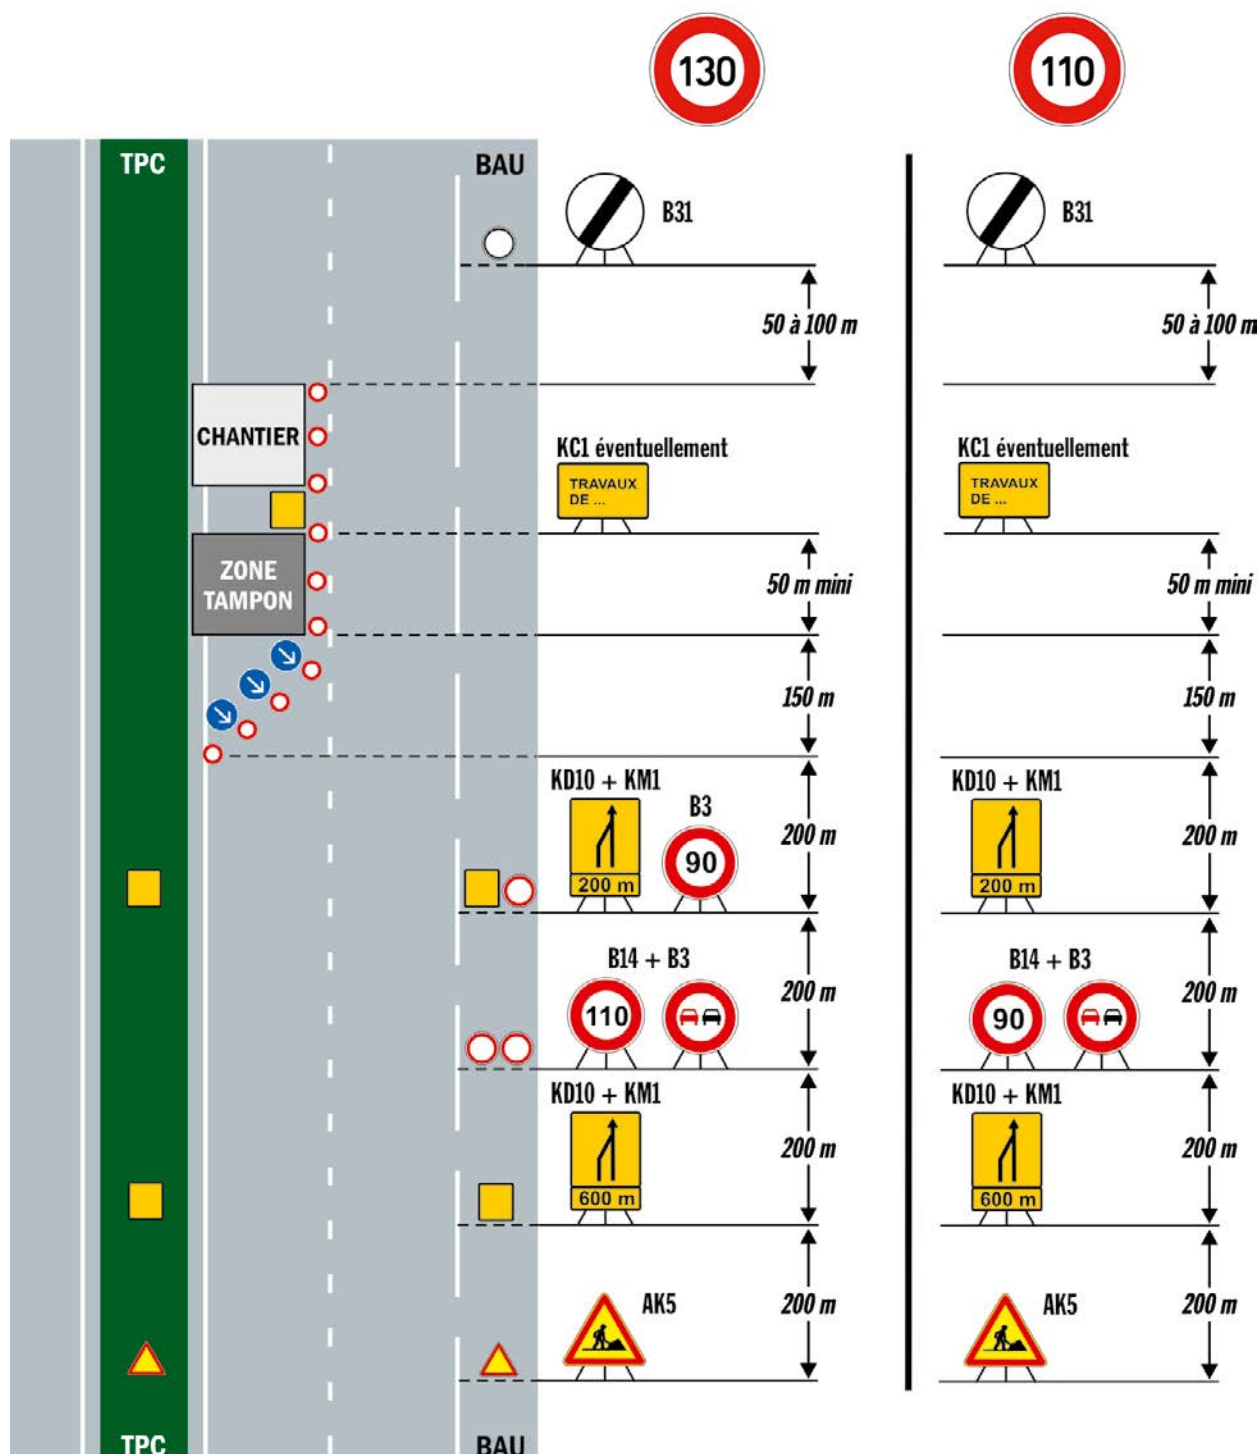 130
110
TPC
BAU
B31
B31
50 à 100 m
50 à 100 m
CHANTIER
KC1 éventuellement
KC1 éventuellement
TRAVAUX
DE ...
TRAVAUX
DE ...
ZONE
TAMPON
50 m mini
50 m mini
150 m
150 m
KD10 + KM1
B3
KD10 + KM1
90
200 m
200 m
200 m
200 m
B14 + B3
B14 + B3
110
200 m
90
200 m
KD10 + KM1
KD10 + KM1
600 m
200 m
600 m
200 m
AK5
200 m
AK5
200 m
TPC
BAU